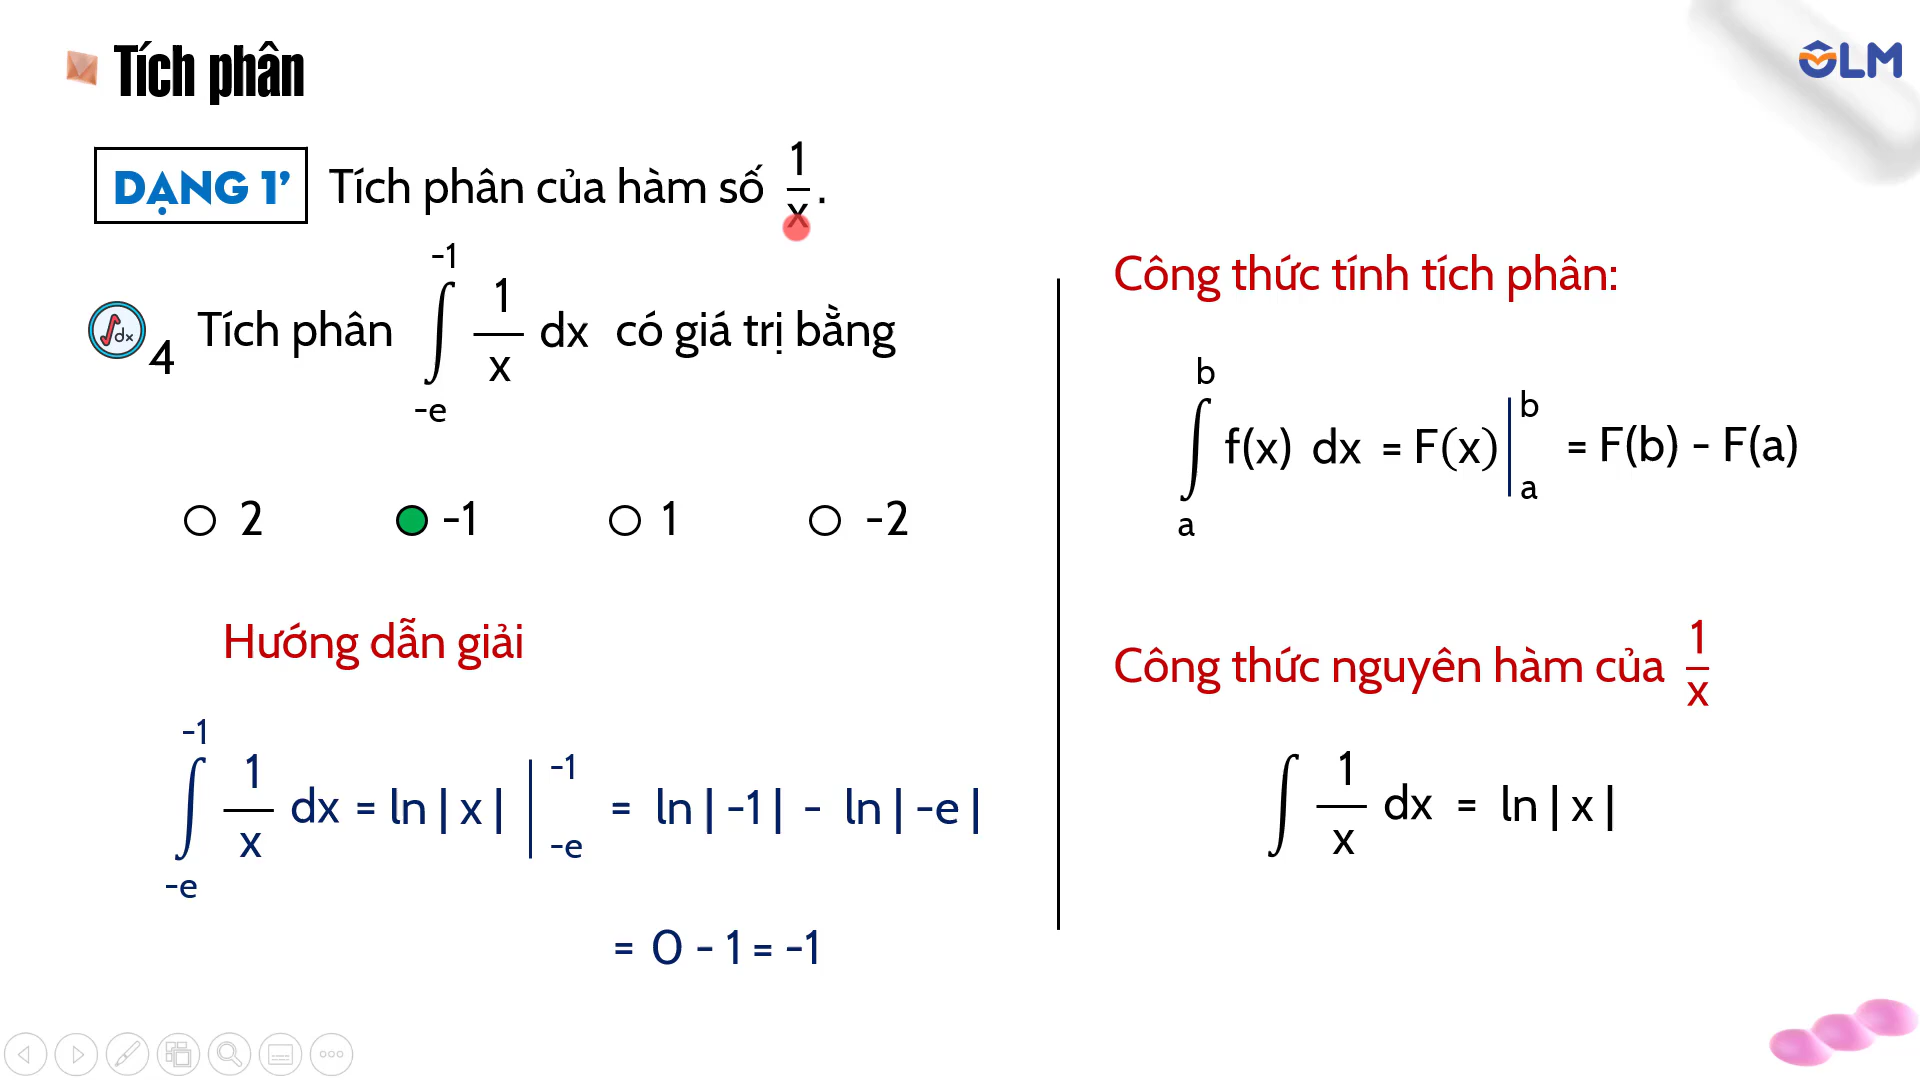 Tích phân
OLM
DẠNG 1’ Tích phân của hàm số 1/x.
4 Tích phân ∫_{-e}^{-1} 1/x dx có giá trị bằng
2 -1 1 -2
Hướng dẫn giải
∫_{-e}^{-1} 1/x dx = ln|x| |_{-e}^{-1} = ln|-1| - ln|-e|
= 0 - 1 = -1
Công thức tính tích phân:
∫_{a}^{b} f(x) dx = F(x) |_{a}^{b} = F(b) - F(a)
Công thức nguyên hàm của 1/x
∫ 1/x dx = ln|x|